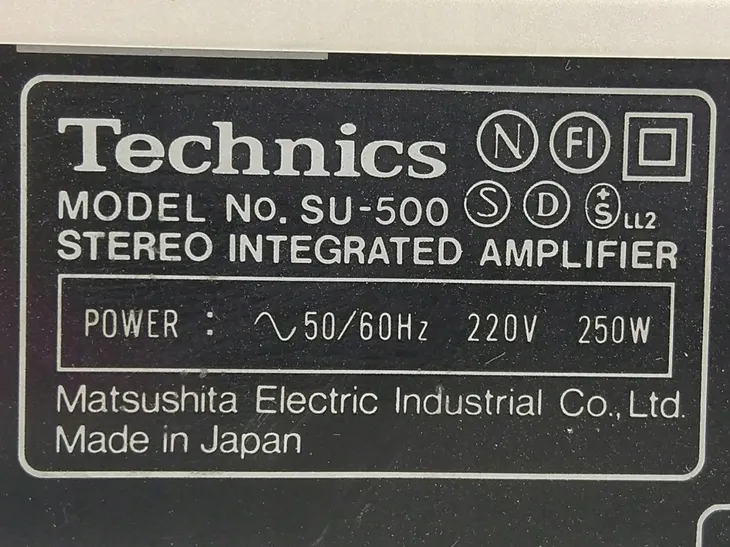 Technics N FI
MODEL No. SU-500 S D +S LL2
STEREO INTEGRATED AMPLIFIER
POWER : ∿ 50/60Hz 220V 250W
Matsushita Electric Industrial Co., Ltd.
Made in Japan